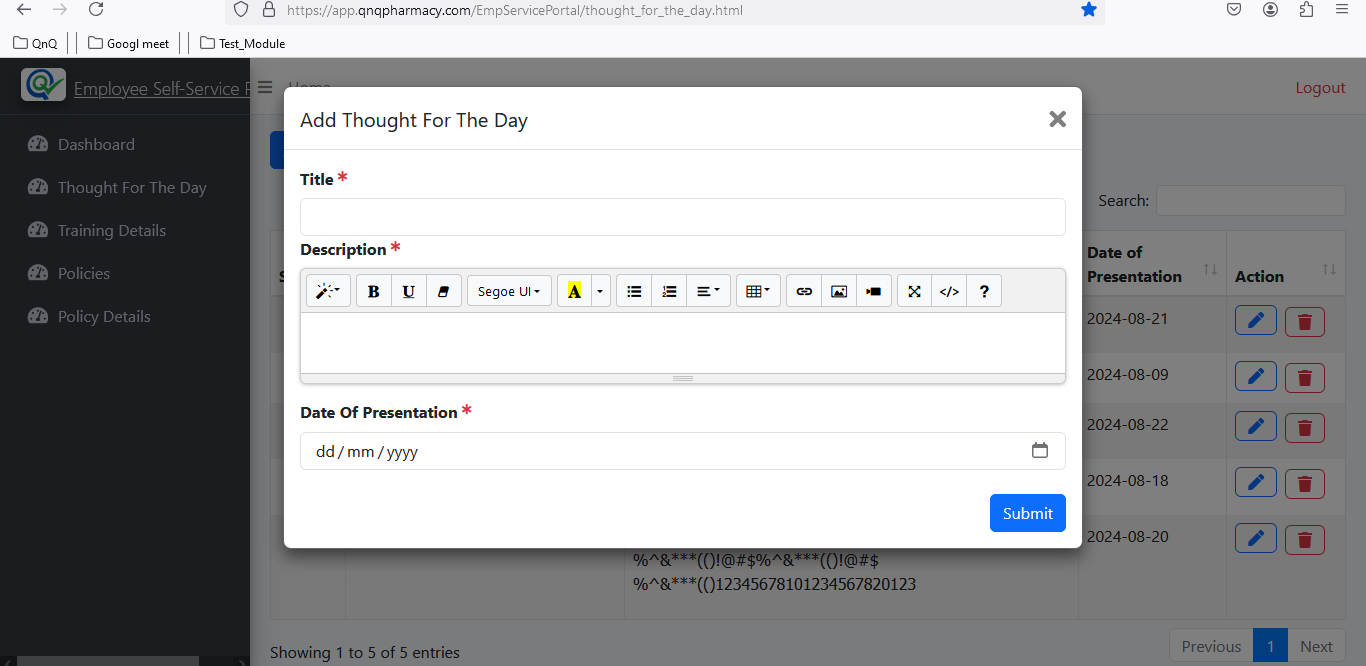 https://app.qnqpharmacy.com/EmpServicePortal/thought_for_the_day.html
QnQ
Googl meet
Test_Module
Employee Self-Service
Home
Logout
Add Thought For The Day
Dashboard
Thought For The Day
Training Details
Policies
Policy Details
Title *
Description *
B U Segoe UI A </> ?
Date Of Presentation *
dd/mm/yyyy
Submit
Search:
Date of
Presentation
Action
2024-08-21
2024-08-09
2024-08-22
2024-08-18
2024-08-20
%^&***(()!@#$%^&***(()!@#$
%^&***(()12345678101234567820123
Showing 1 to 5 of 5 entries
Previous 1 Next